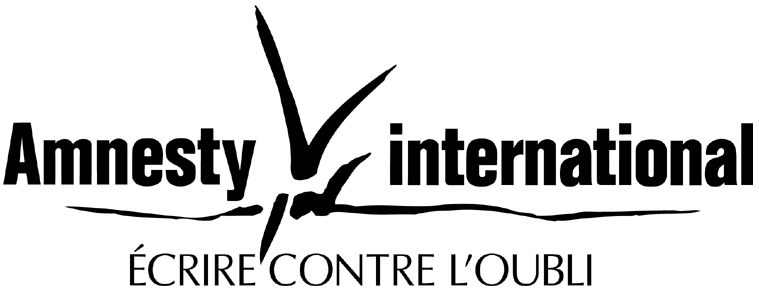 Amnesty international
ÉCRIRE CONTRE L'OUBLI